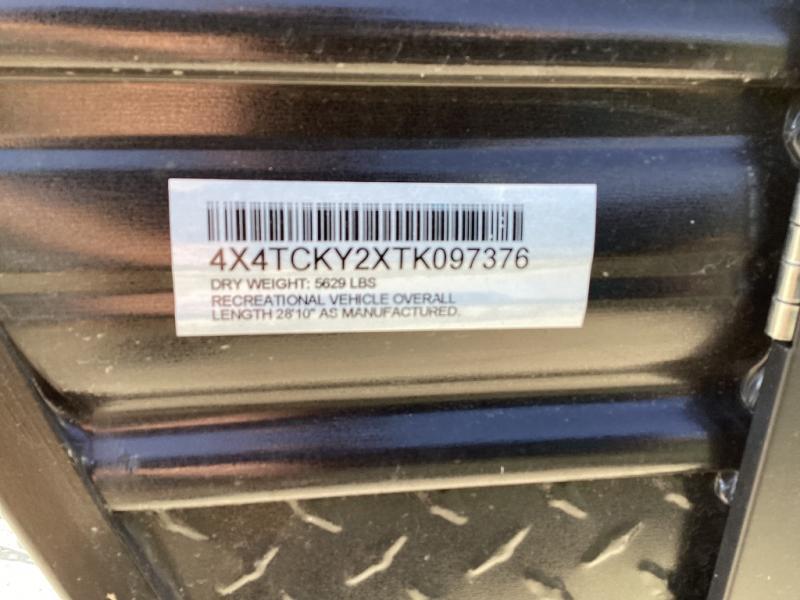 4X4TCKY2XTK097376
DRY WEIGHT: 5629 LBS
RECREATIONAL VEHICLE OVERALL
LENGTH 28'10" AS MANUFACTURED.